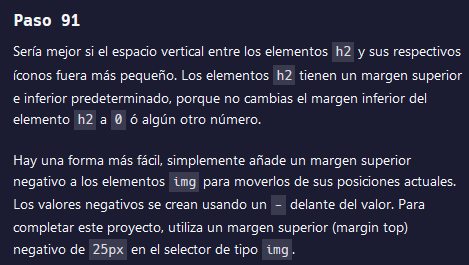 Paso 91
Sería mejor si el espacio vertical entre los elementos h2 y sus respectivos
íconos fuera más pequeño. Los elementos h2 tienen un margen superior
e inferior predeterminado, porque no cambias el margen inferior del
elemento h2 a 0 ó algún otro número.
Hay una forma más fácil, simplemente añade un margen superior
negativo a los elementos img para moverlos de sus posiciones actuales.
Los valores negativos se crean usando un - delante del valor. Para
completar este proyecto, utiliza un margen superior (margin top)
negativo de 25px en el selector de tipo img.